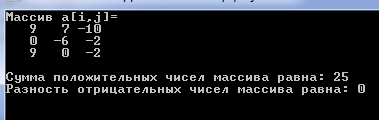 Массив a[i,j]=
9 7 -10
0 -6 -2
9 0 -2
Сумма положительных чисел массива равна: 25
Разность отрицательных чисел массива равна: 0